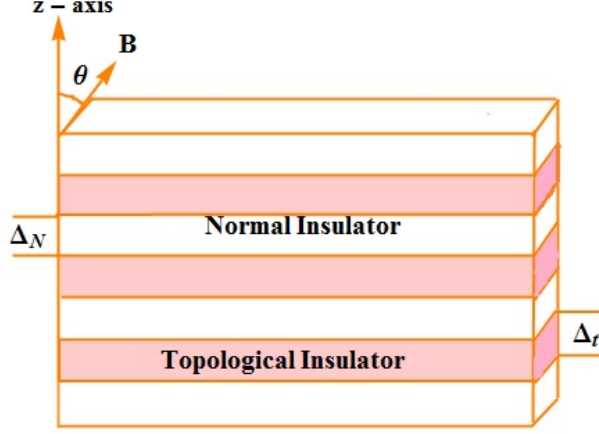 z – axis
B
θ
Normal Insulator
Δ_N
Δ_t
Topological Insulator